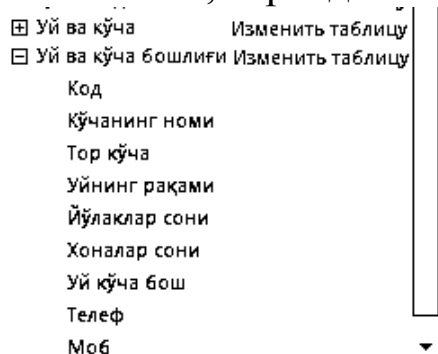 Уй ва кўча Изменить таблицу
Уй ва кўча бошлиғи Изменить таблицу
Код
Кўчанинг номи
Тор кўча
Уйнинг рақами
Йўлаклар сони
Хоналар сони
Уй кўча бош
Телеф
Моб